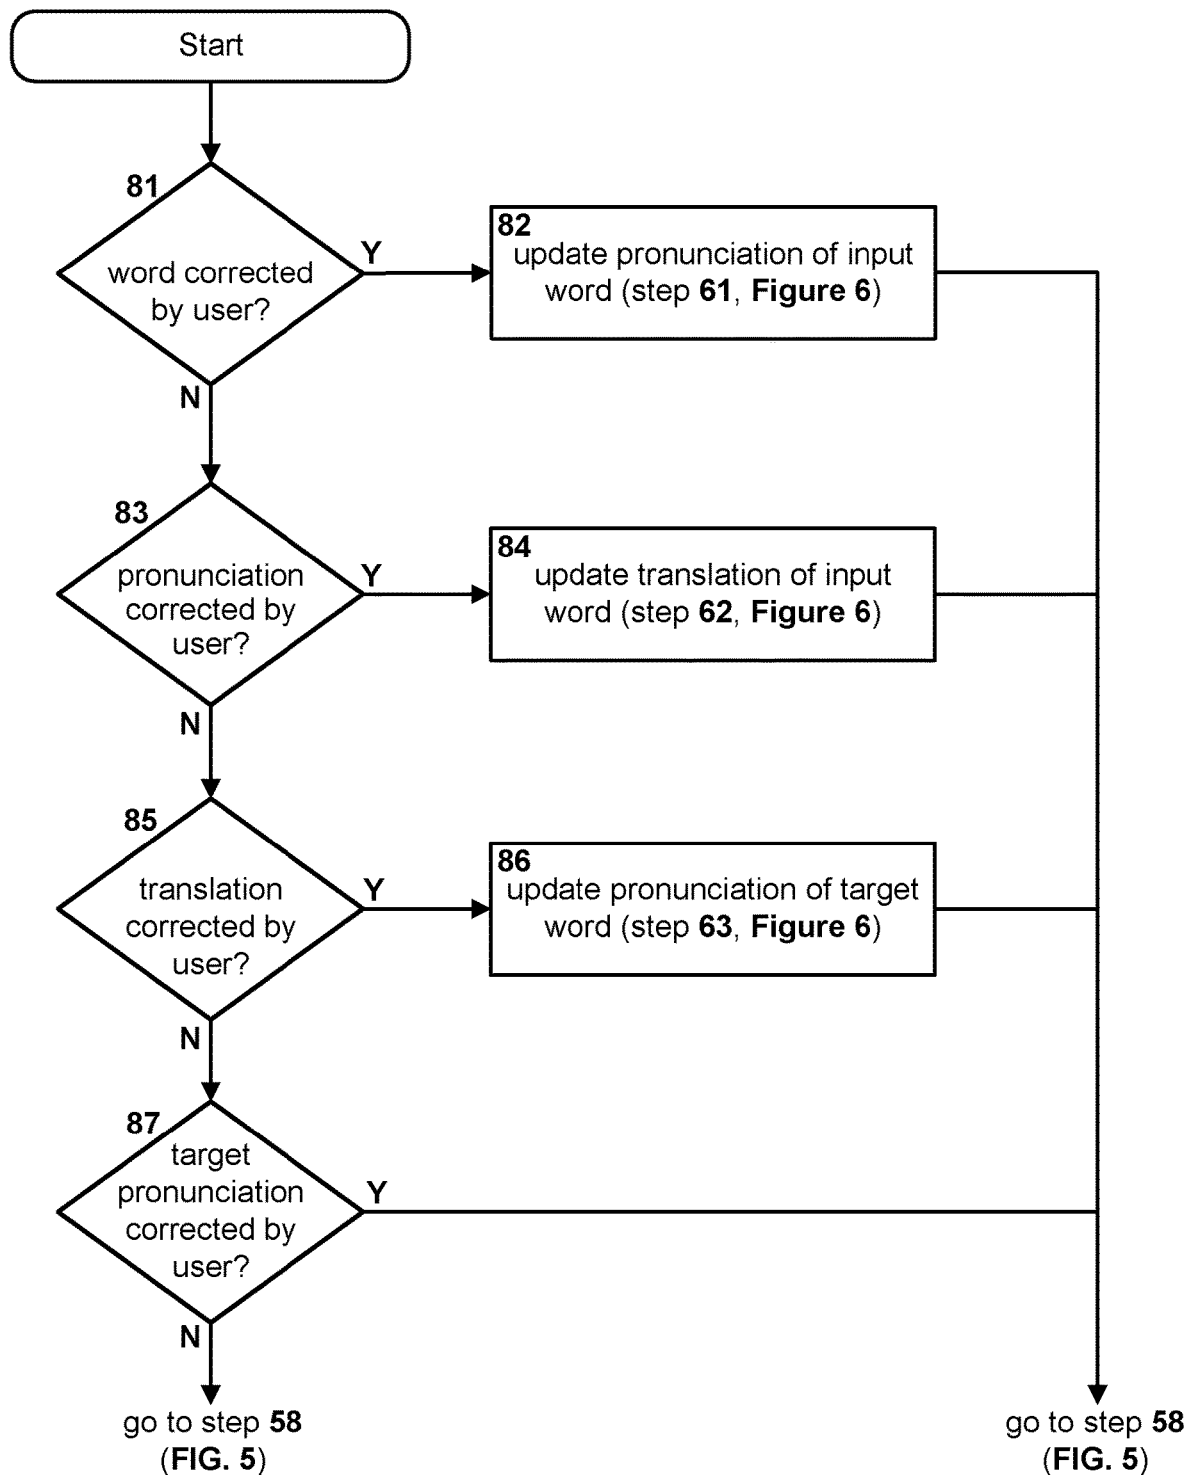 Start
81
word corrected
by user?
Y
N
82
update pronunciation of input
word (step 61, Figure 6)
83
pronunciation
corrected by
user?
Y
N
84
update translation of input
word (step 62, Figure 6)
85
translation
corrected by
user?
Y
N
86
update pronunciation of target
word (step 63, Figure 6)
87
target
pronunciation
corrected by
user?
Y
N
go to step 58
(FIG. 5)
go to step 58
(FIG. 5)